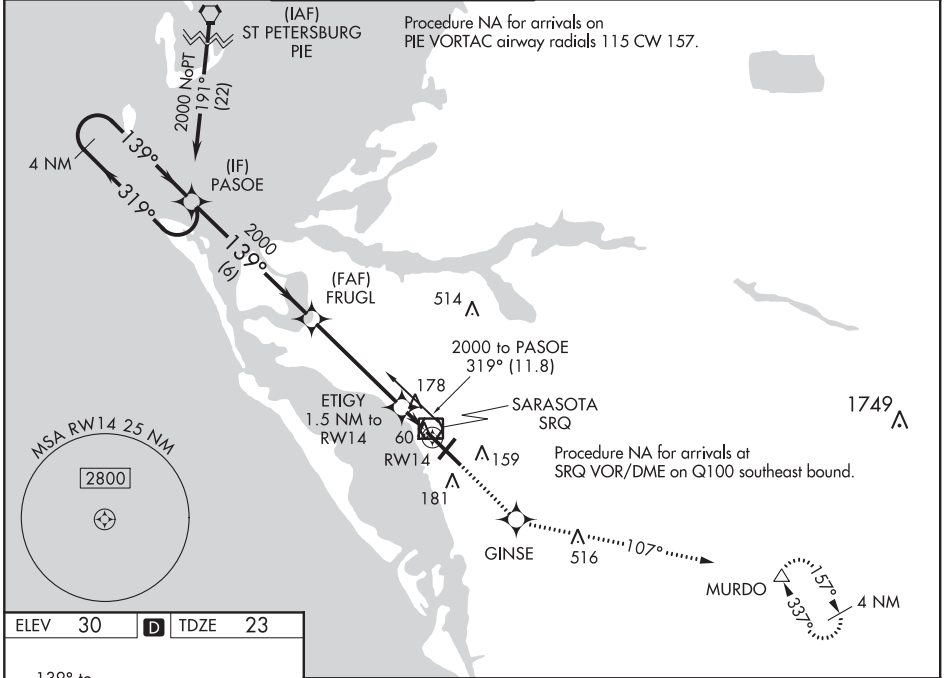 (IAF)
ST PETERSBURG
PIE
Procedure NA for arrivals on
PIE VORTAC airway radials 115 CW 157.
2000 NoPT
191°
(22)
4 NM
139°
319°
(IF)
PASOE
2000
139°
(6)
(FAF)
FRUGL
514
2000 to PASOE
319° (11.8)
178
ETIGY
1.5 NM to
RW14
60
SARASOTA
SRQ
1749
RW14
159
181
Procedure NA for arrivals at
SRQ VOR/DME on Q100 southeast bound.
MSA RW14 25 NM
2800
GINSE
516
107°
MURDO
157°
337°
4 NM
ELEV 30 D TDZE 23
139° to